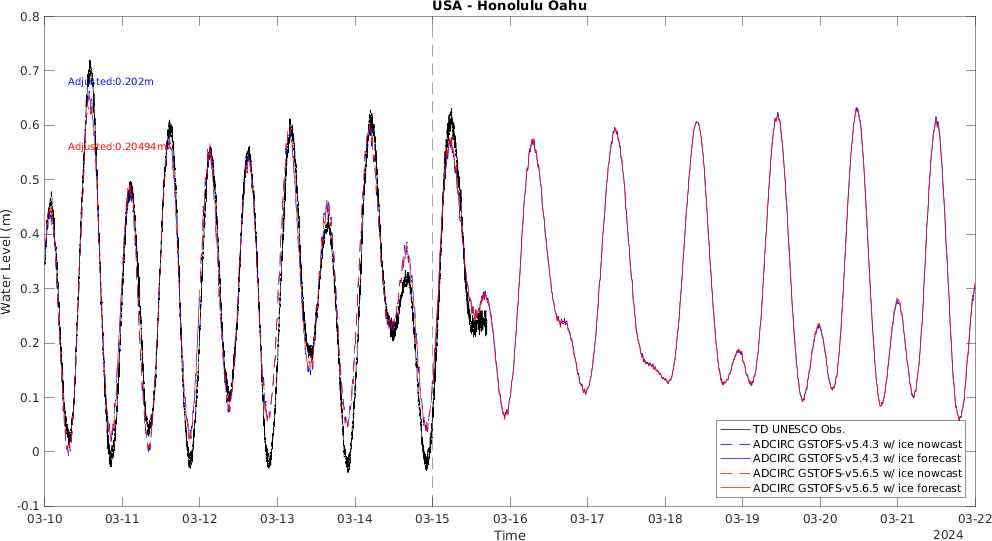 USA - Honolulu Oahu
0.8
0.7
0.6
0.5
0.4
0.3
0.2
0.1
0
-0.1
Water Level (m)
Adjusted:0.202m
Adjusted:0.20494m
TD UNESCO Obs.
ADCIRC GSTOFS-v5.4.3 w/ ice nowcast
ADCIRC GSTOFS-v5.4.3 w/ ice forecast
ADCIRC GSTOFS-v5.6.5 w/ ice nowcast
ADCIRC GSTOFS-v5.6.5 w/ ice forecast
03-10 03-11 03-12 03-13 03-14 03-15 03-16 03-17 03-18 03-19 03-20 03-21 03-22
Time
2024